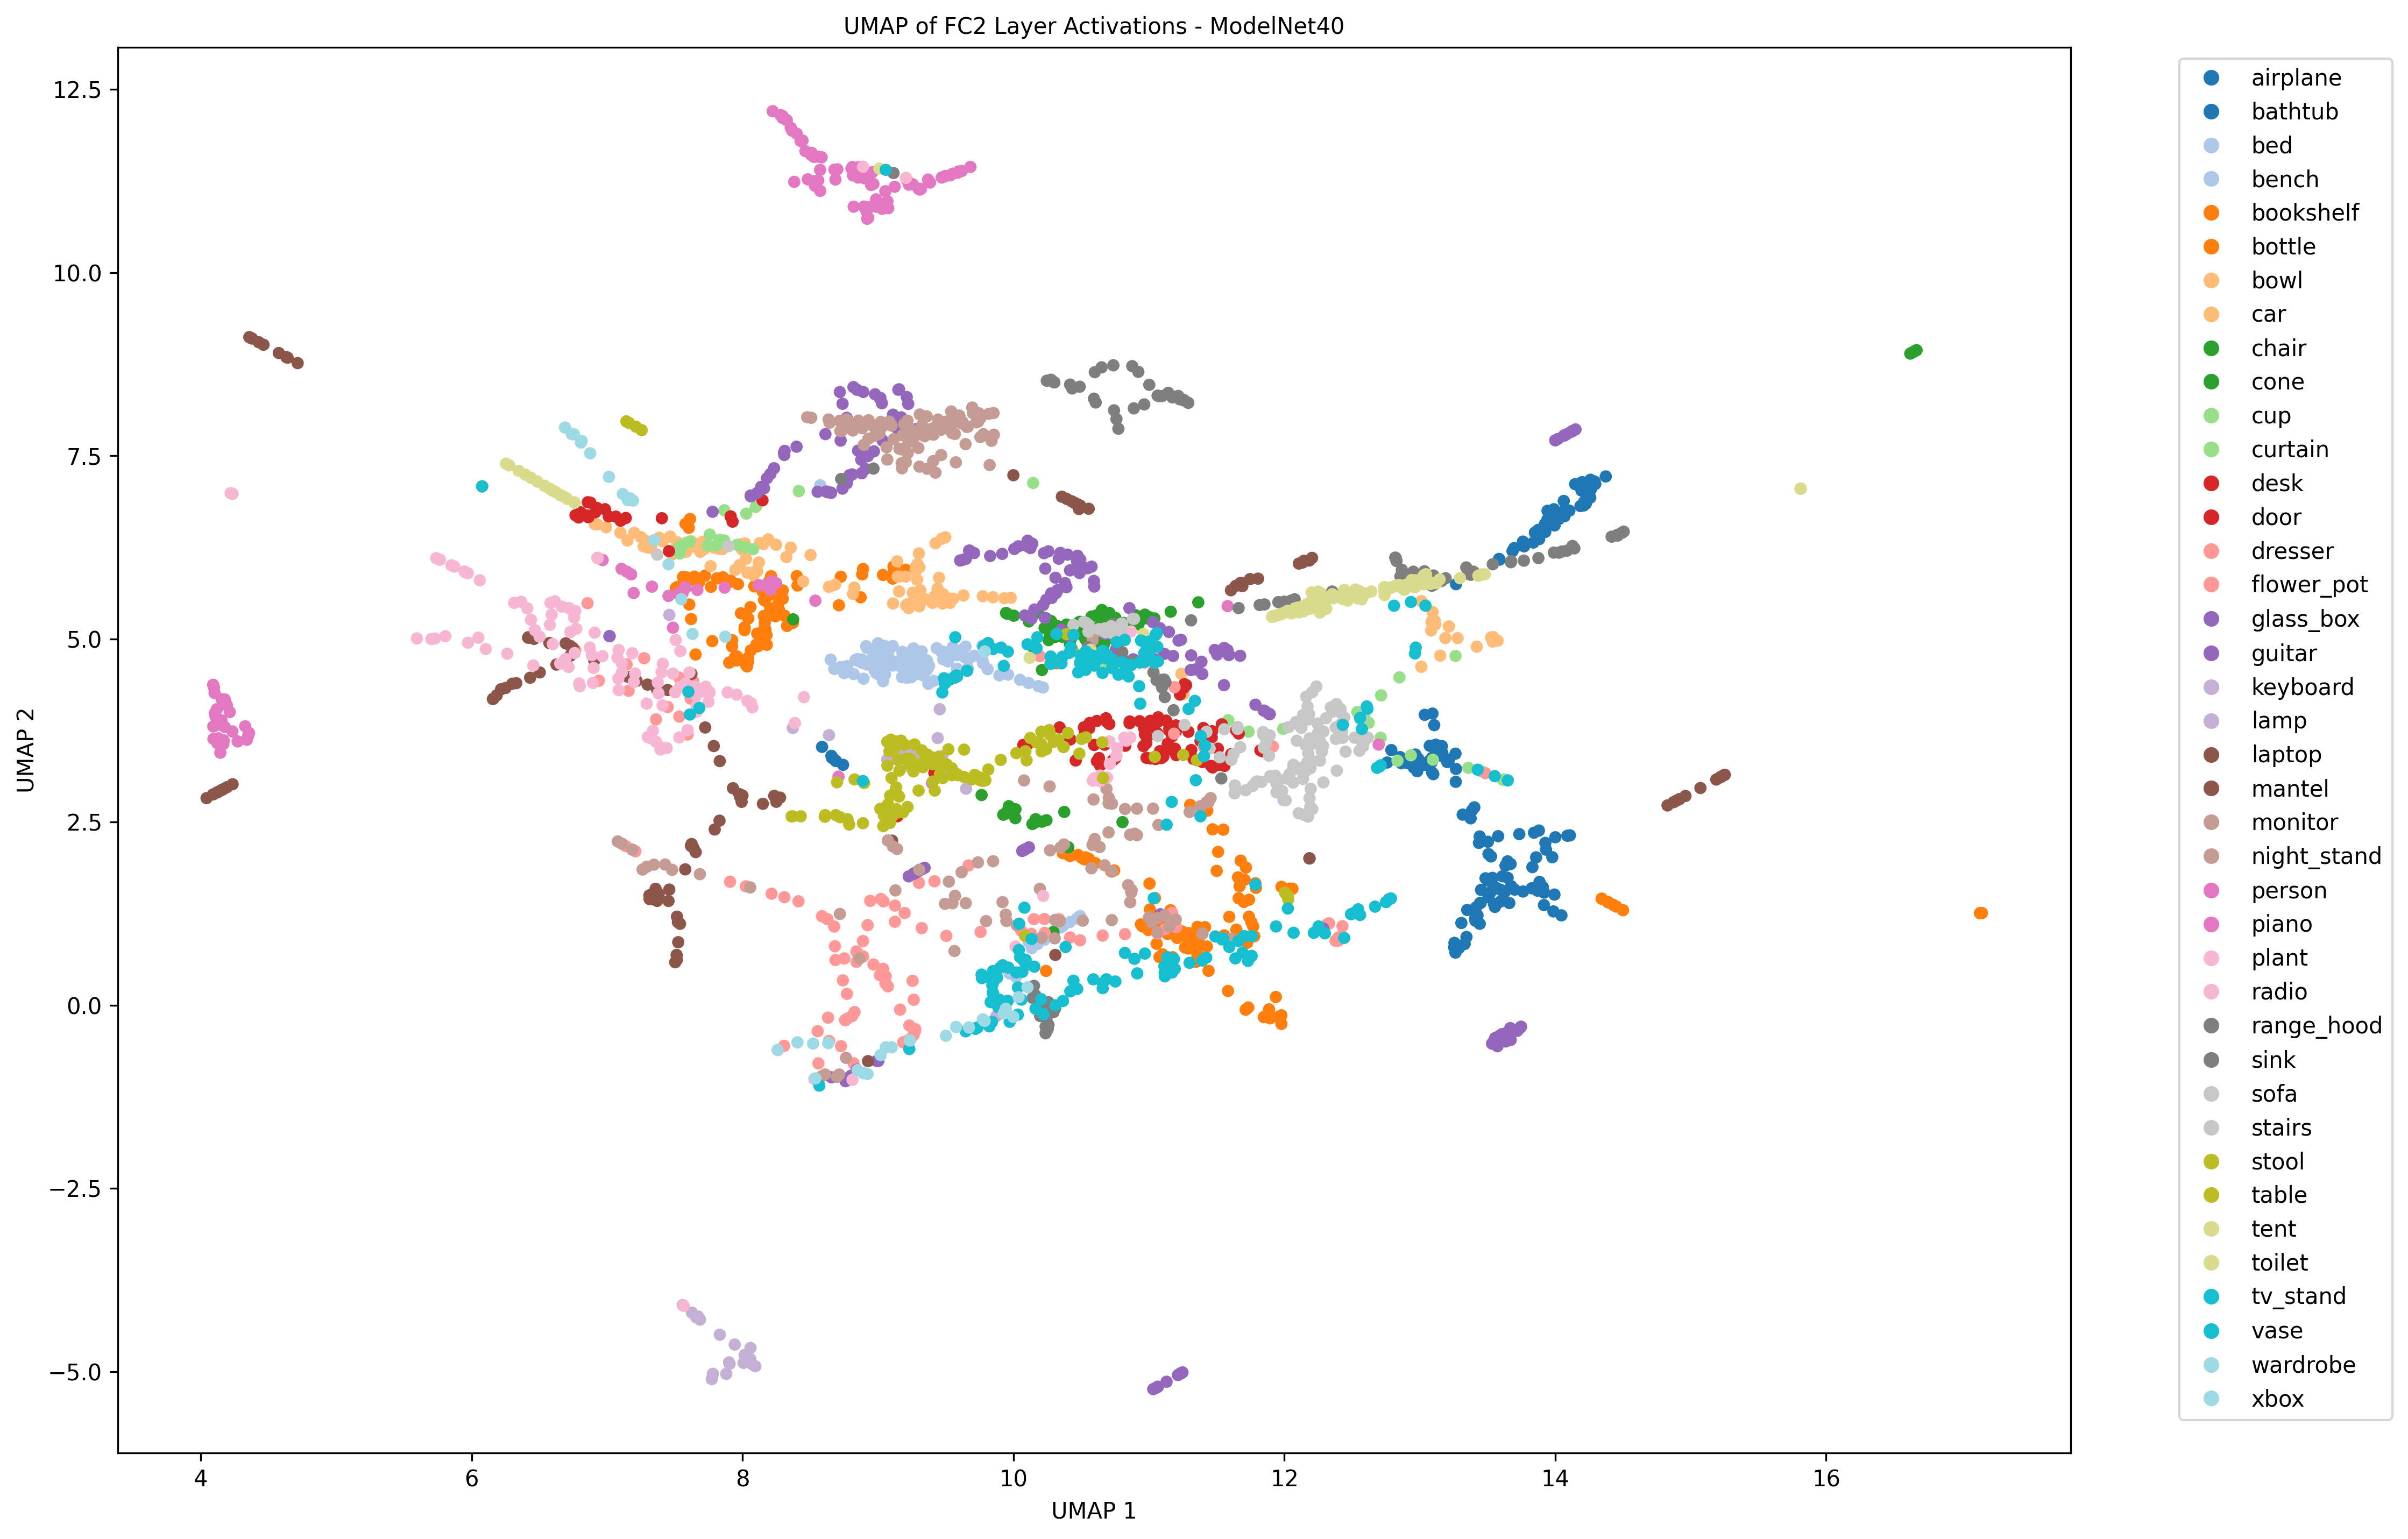 UMAP of FC2 Layer Activations - ModelNet40
12.5
10.0
7.5
5.0
2.5
0.0
−2.5
−5.0
UMAP 2
4
6
8
10
12
14
16
UMAP 1
airplane
bathtub
bed
bench
bookshelf
bottle
bowl
car
chair
cone
cup
curtain
desk
door
dresser
flower_pot
glass_box
guitar
keyboard
lamp
laptop
mantel
monitor
night_stand
person
piano
plant
radio
range_hood
sink
sofa
stairs
stool
table
tent
toilet
tv_stand
vase
wardrobe
xbox